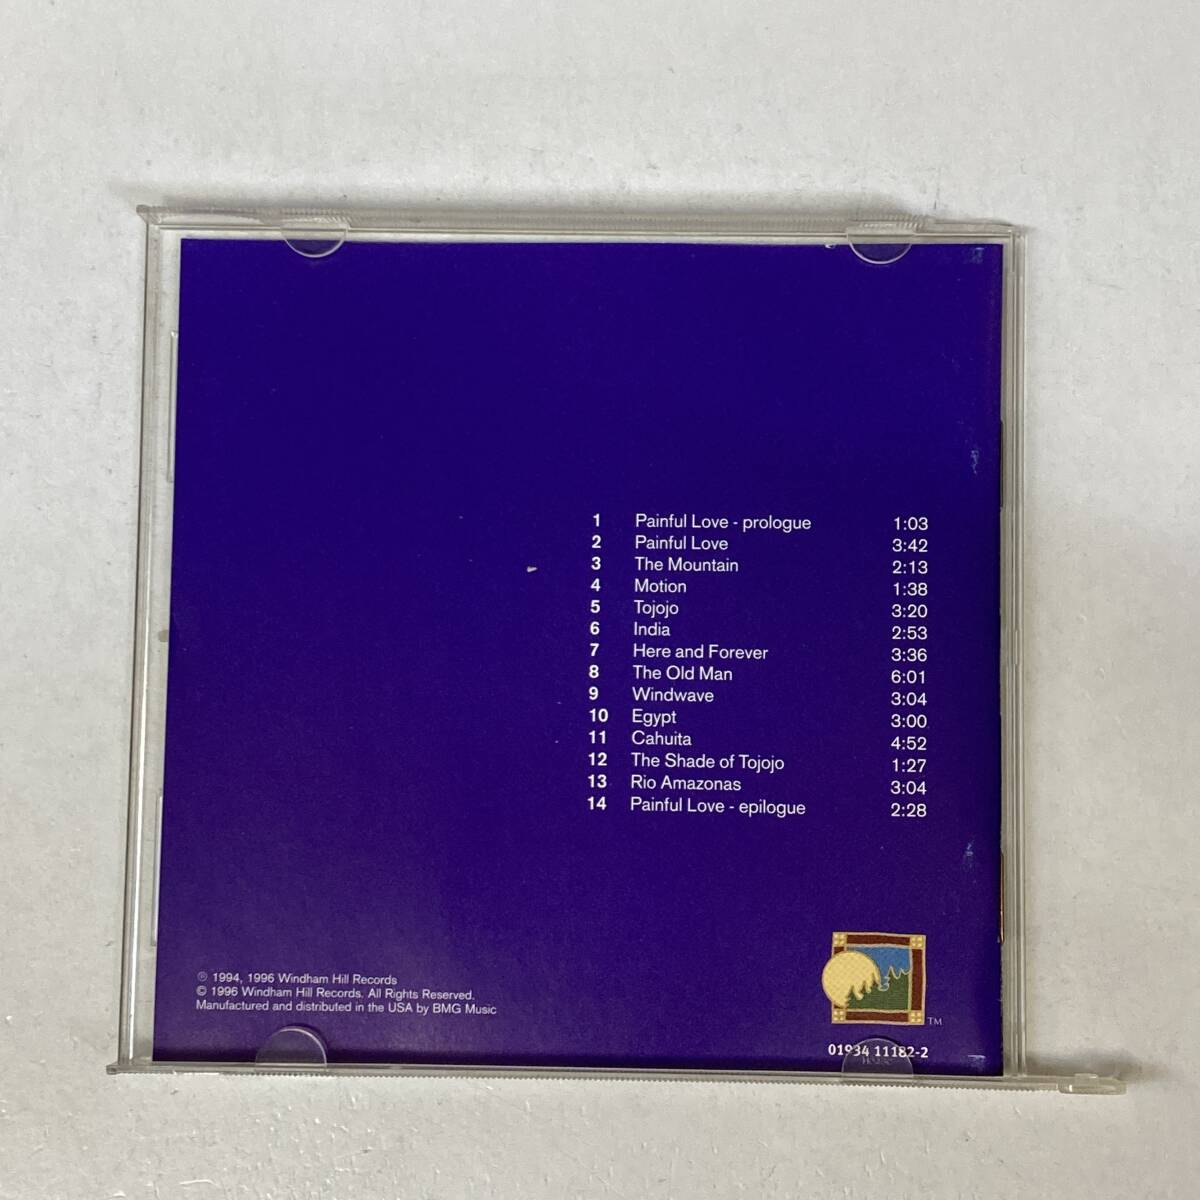 1 Painful Love - prologue 1:03
2 Painful Love 3:42
3 The Mountain 2:13
4 Motion 1:38
5 Tojojo 3:20
6 India 2:53
7 Here and Forever 3:36
8 The Old Man 6:01
9 Windwave 3:04
10 Egypt 3:00
11 Cahuita 4:52
12 The Shade of Tojojo 1:27
13 Rio Amazonas 3:04
14 Painful Love - epilogue 2:28
℗ 1994, 1996 Windham Hill Records
© 1996 Windham Hill Records. All Rights Reserved.
Manufactured and distributed in the USA by BMG Music
TM
01934 11182-2